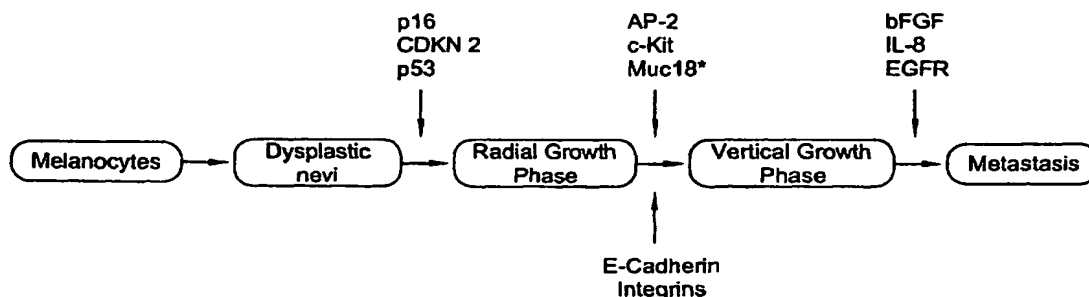 p16
CDKN 2
p53
AP-2
c-Kit
Muc18*
bFGF
IL-8
EGFR
Melanocytes
Dysplastic
nevi
Radial Growth
Phase
Vertical Growth
Phase
Metastasis
E-Cadherin
Integrins